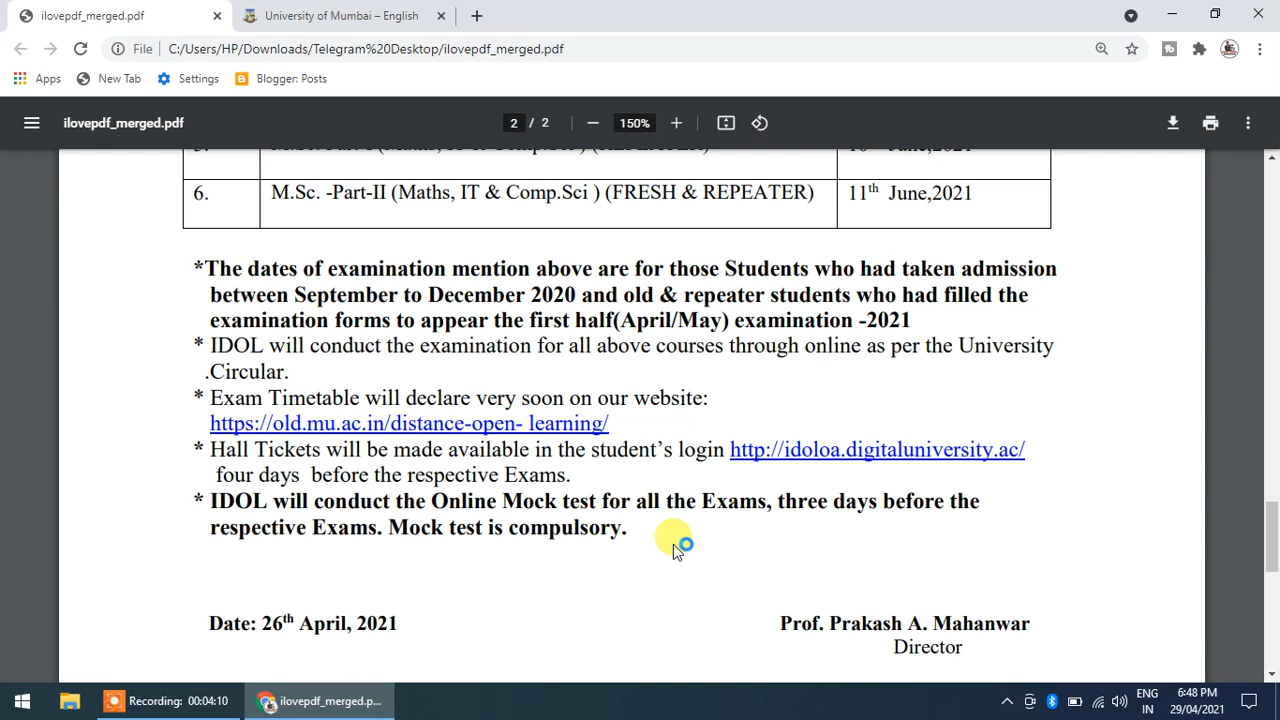 ilovepdf_merged.pdf
University of Mumbai – English
File
C:/Users/HP/Downloads/Telegram%20Desktop/ilovepdf_merged.pdf
Apps
New Tab
Settings
Blogger: Posts
ilovepdf_merged.pdf
2 / 2
150%
6. M.Sc. -Part-II (Maths, IT & Comp.Sci ) (FRESH & REPEATER) 11th June,2021
*The dates of examination mention above are for those Students who had taken admission
between September to December 2020 and old & repeater students who had filled the
examination forms to appear the first half(April/May) examination -2021
* IDOL will conduct the examination for all above courses through online as per the University
.Circular.
* Exam Timetable will declare very soon on our website:
https://old.mu.ac.in/distance-open- learning/
* Hall Tickets will be made available in the student’s login http://idoloa.digitaluniversity.ac/
four days before the respective Exams.
* IDOL will conduct the Online Mock test for all the Exams, three days before the
respective Exams. Mock test is compulsory.
Date: 26th April, 2021
Prof. Prakash A. Mahanwar
Director
Recording: 00:04:10
ilovepdf_merged.p...
ENG
IN
6:48 PM
29/04/2021